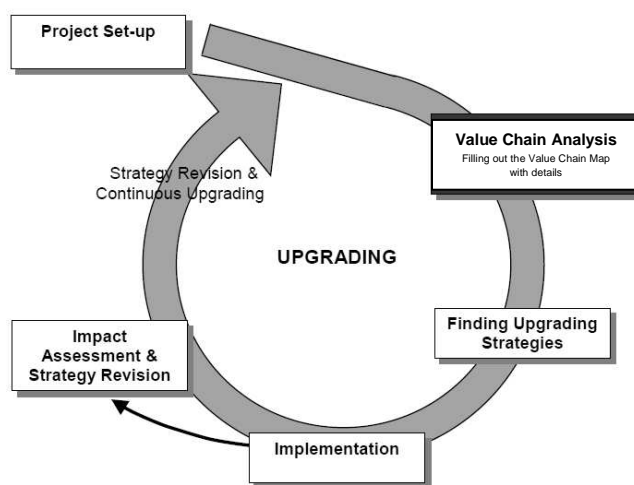 Project Set-up
Value Chain Analysis
Filling out the Value Chain Map
with details
Strategy Revision &
Continuous Upgrading
UPGRADING
Finding Upgrading
Strategies
Impact
Assessment &
Strategy Revision
Implementation